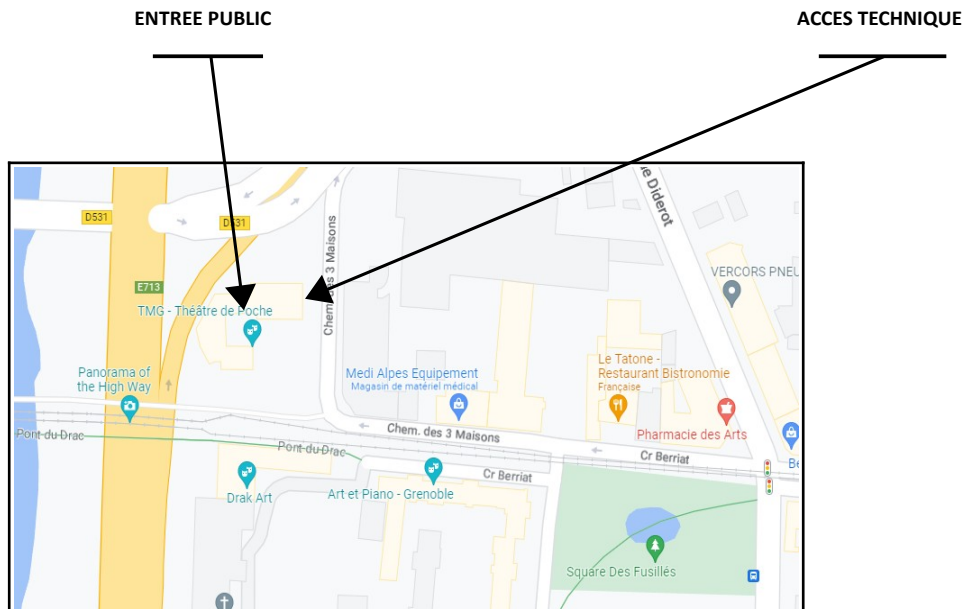 ENTREE PUBLIC
ACCES TECHNIQUE
D531
D531
Chem. des 3 Maisons
Diderot
VERCORS PNEU
E713
TMG - Théâtre de Poche
Panorama of
the High Way
Medi Alpes Equipement
Magasin de matériel médical
Le Tatone -
Restaurant Bistronomie
Française
Pharmacie des Arts
Chem. des 3 Maisons
Pont-du-Drac
Pont-du-Drac
Cr Berriat
Cr Berriat
Be
Drak Art
Art et Piano - Grenoble
Square Des Fusillés